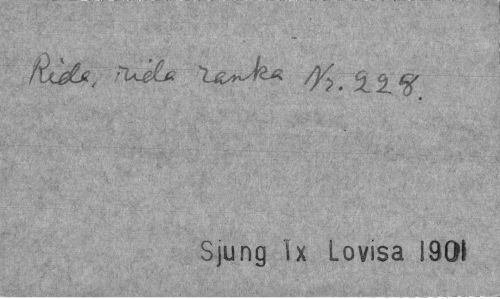 Rida, rida ranka Nr. 228.
Sjung Ix Lovisa 1901